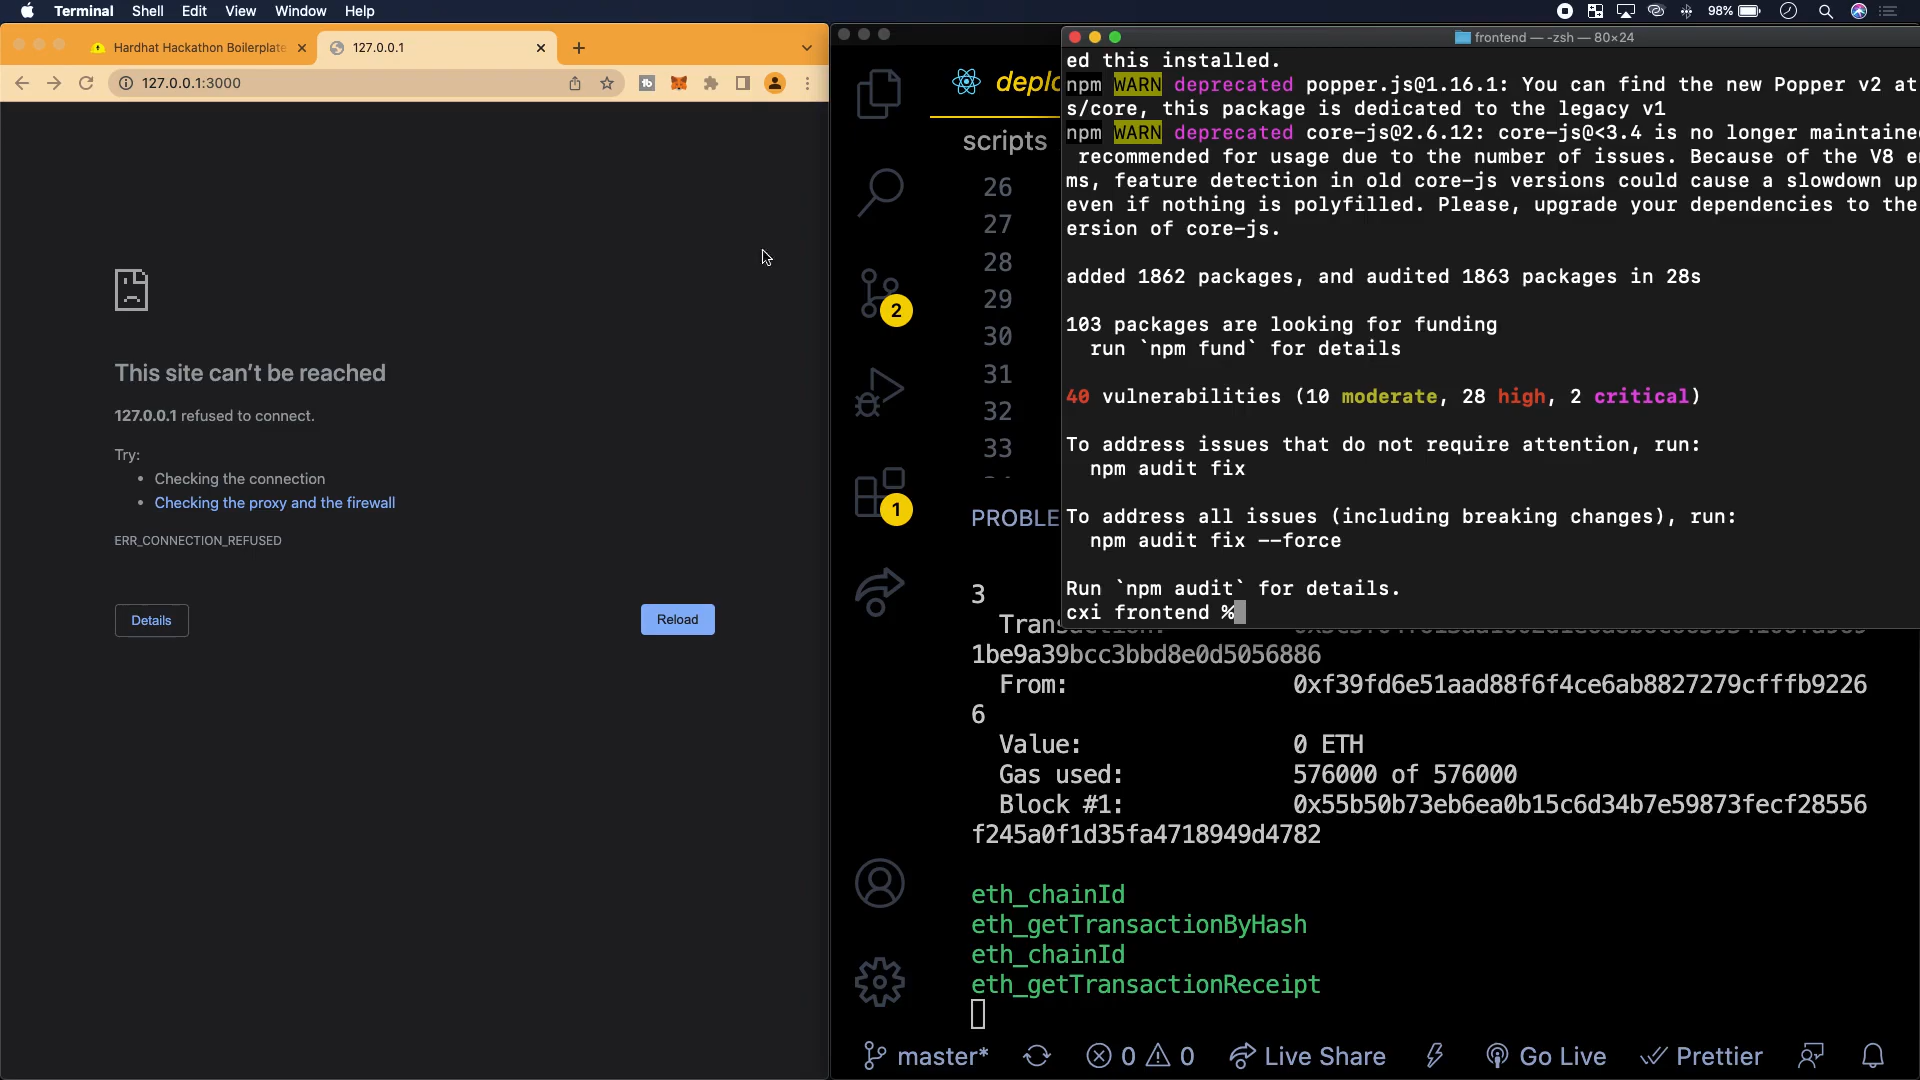 Terminal Shell Edit View Window Help
98%
Hardhat Hackathon Boilerplate
127.0.0.1
127.0.0.1:3000
This site can't be reached
127.0.0.1 refused to connect.
Try:
• Checking the connection
• Checking the proxy and the firewall
ERR_CONNECTION_REFUSED
Details
Reload
scripts
26
27
28
29
30
31
32
33
2
1
PROBLE
frontend — -zsh — 80×24
ed this installed.
npm WARN deprecated popper.js@1.16.1: You can find the new Popper v2 at
s/core, this package is dedicated to the legacy v1
npm WARN deprecated core-js@2.6.12: core-js@<3.4 is no longer maintaine
recommended for usage due to the number of issues. Because of the V8 e
ms, feature detection in old core-js versions could cause a slowdown up
even if nothing is polyfilled. Please, upgrade your dependencies to the
ersion of core-js.
added 1862 packages, and audited 1863 packages in 28s
103 packages are looking for funding
run `npm fund` for details
40 vulnerabilities (10 moderate, 28 high, 2 critical)
To address issues that do not require attention, run:
npm audit fix
To address all issues (including breaking changes), run:
npm audit fix --force
Run `npm audit` for details.
cxi frontend %
3
1be9a39bcc3bbd8e0d5056886
From: 0xf39fd6e51aad88f6f4ce6ab8827279cfffb9226
6
Value: 0 ETH
Gas used: 576000 of 576000
Block #1: 0x55b50b73eb6ea0b15c6d34b7e59873fecf28556
f245a0f1d35fa4718949d4782
eth_chainId
eth_getTransactionByHash
eth_chainId
eth_getTransactionReceipt
master* 0 0 Live Share Go Live Prettier